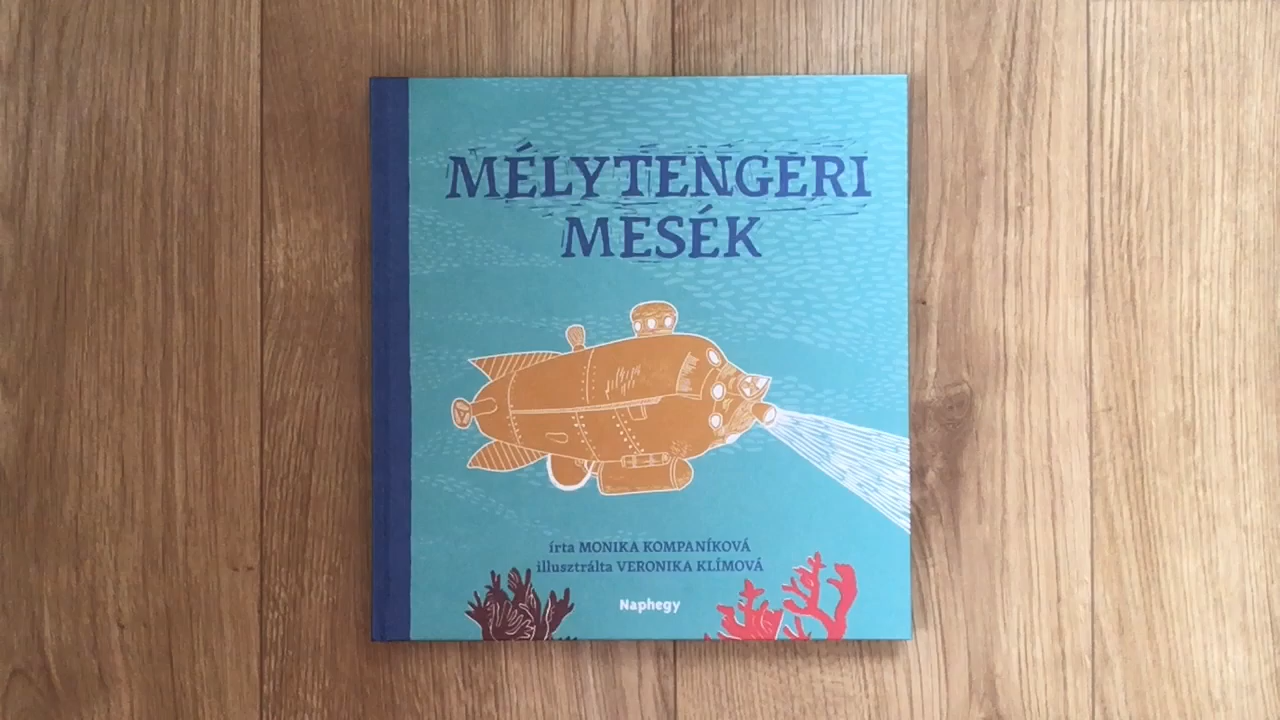 MÉLYTENGERI
MESÉK
írta MONIKA KOMPANÍKOVÁ
illusztrálta VERONIKA KLÍMOVÁ
Naphegy